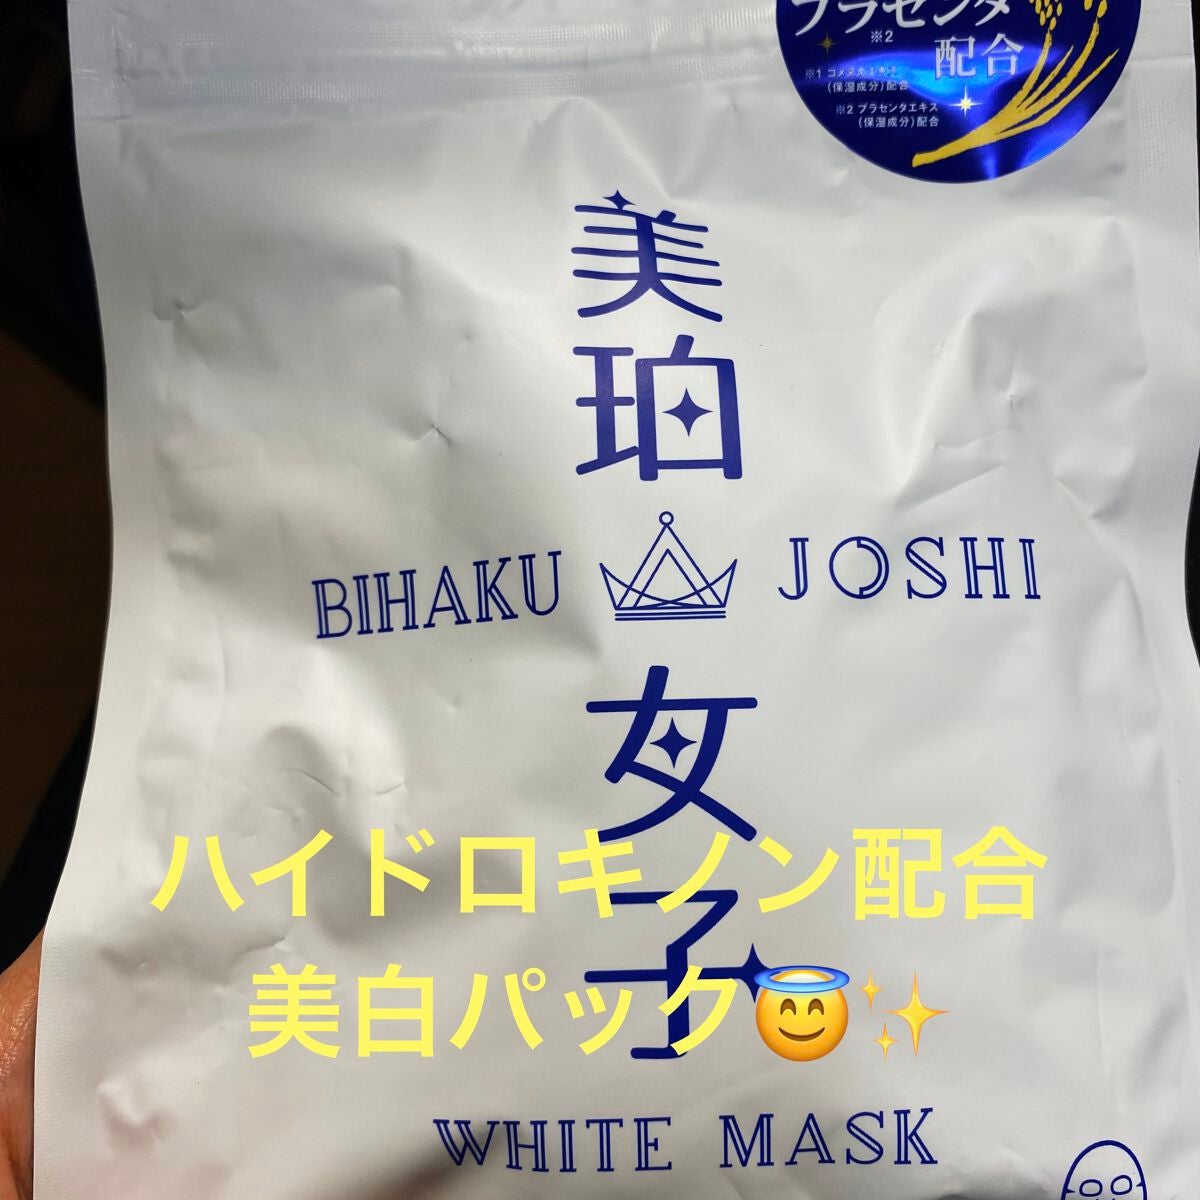 プラセンタ
※2
配合
※1 コメヌカエキス
(保湿成分)配合
※2 プラセンタエキス
(保湿成分)配合
美
珀
BIHAKU JOSHI
女
子
ハイドロキノン配合
美白パック😇✨
WHITE MASK